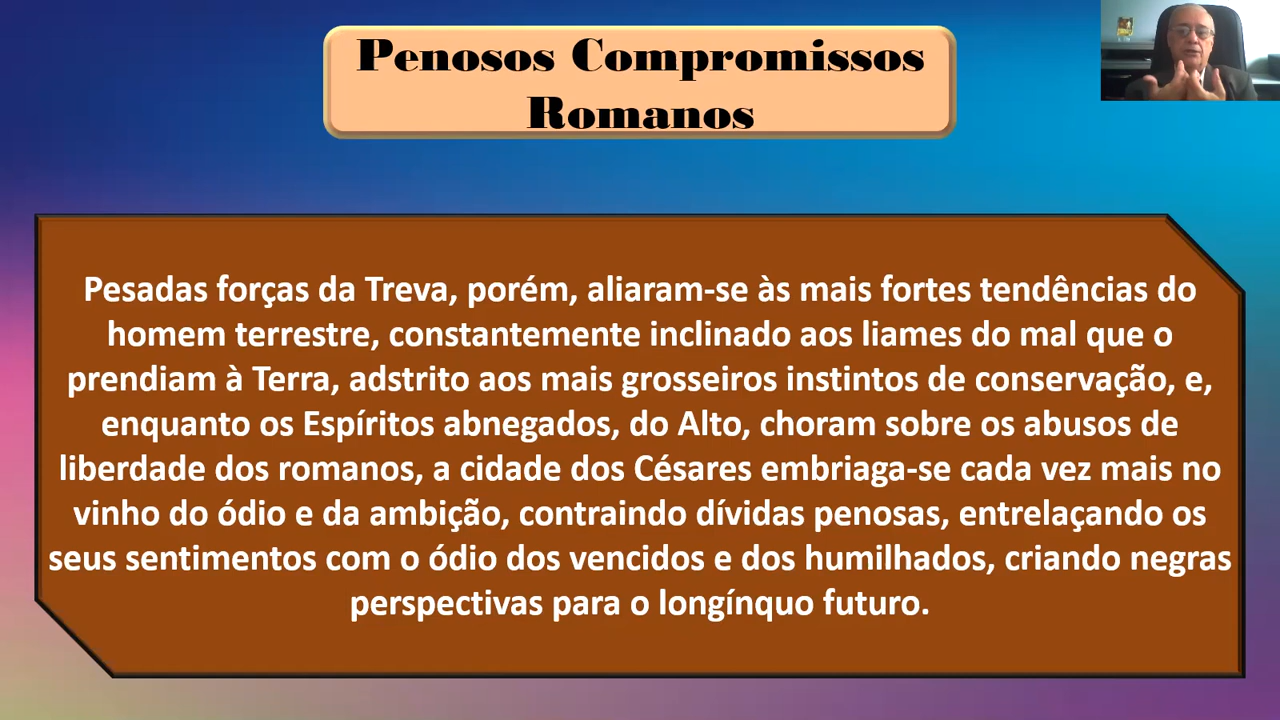 Penosos Compromissos
Romanos
Pesadas forças da Treva, porém, aliaram-se às mais fortes tendências do
homem terrestre, constantemente inclinado aos liames do mal que o
prendiam à Terra, adstrito aos mais grosseiros instintos de conservação, e,
enquanto os Espíritos abnegados, do Alto, choram sobre os abusos de
liberdade dos romanos, a cidade dos Césares embriaga-se cada vez mais no
vinho do ódio e da ambição, contraindo dívidas penosas, entrelaçando os
seus sentimentos com o ódio dos vencidos e dos humilhados, criando negras
perspectivas para o longínquo futuro.